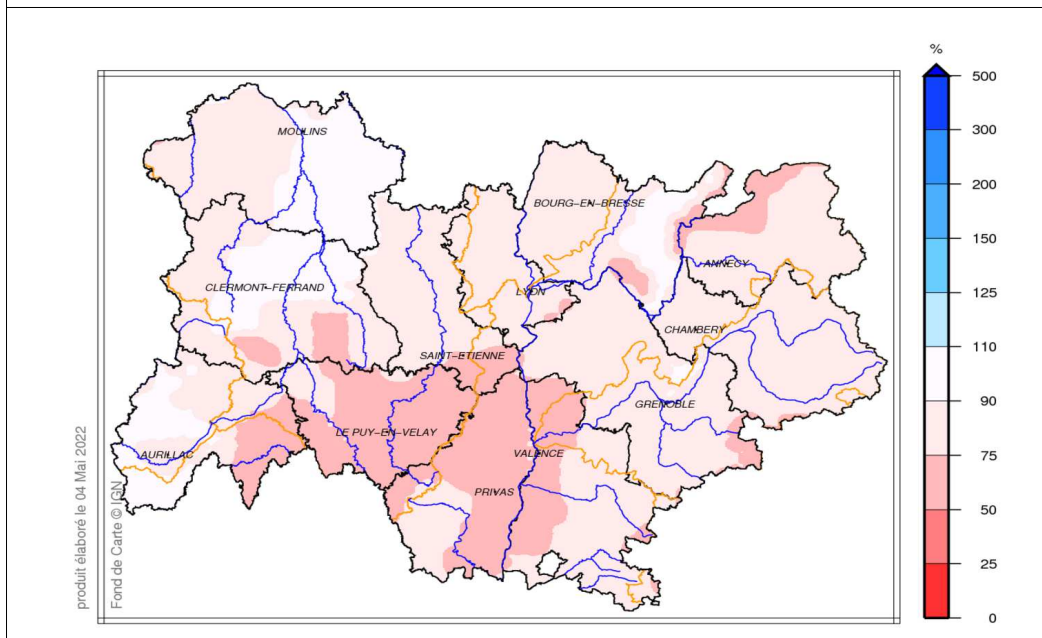 %
500
300
200
150
125
110
90
75
50
25
0
MOULINS
BOURG-EN-BRESSE
ANNECY
CLERMONT-FERRAND
LYON
CHAMBERY
SAINT-ETIENNE
GRENOBLE
LE PUY-EN-VELAY
AURILLAC
VALENCE
PRIVAS
produit élaboré le 04 Mai 2022
Fond de Carte © IGN